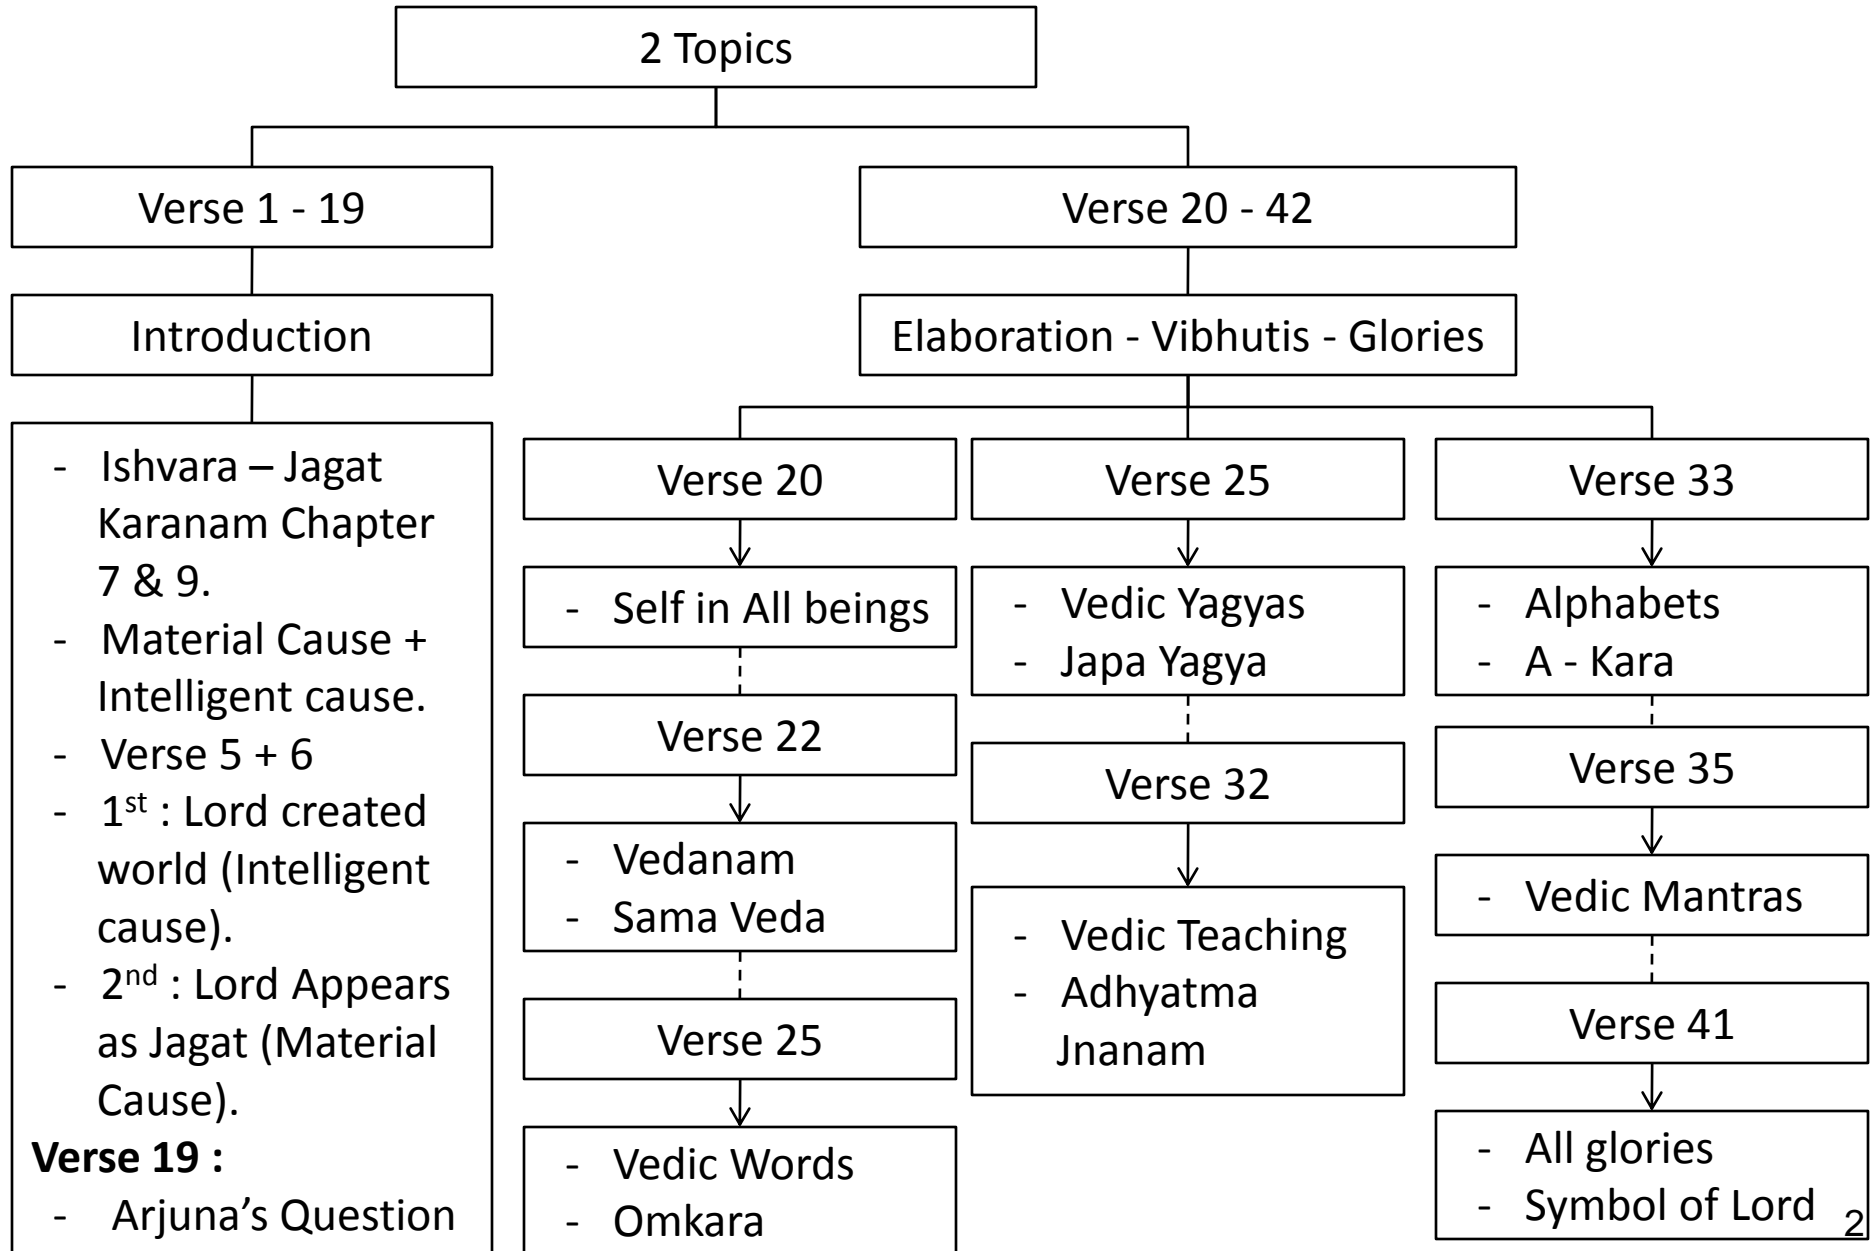 2 Topics
Verse 1 - 19
Introduction
- Ishvara – Jagat
Karanam Chapter
7 & 9.
- Material Cause +
Intelligent cause.
- Verse 5 + 6
- 1st : Lord created
world (Intelligent
cause).
- 2nd : Lord Appears
as Jagat (Material
Cause).
Verse 19 :
- Arjuna’s Question
Verse 20 - 42
Elaboration - Vibhutis - Glories
Verse 20
- Self in All beings
Verse 22
- Vedanam
- Sama Veda
Verse 25
- Vedic Words
- Omkara
Verse 25
- Vedic Yagyas
- Japa Yagya
Verse 32
- Vedic Teaching
- Adhyatma
Jnanam
Verse 33
- Alphabets
- A - Kara
Verse 35
- Vedic Mantras
Verse 41
- All glories
- Symbol of Lord
2